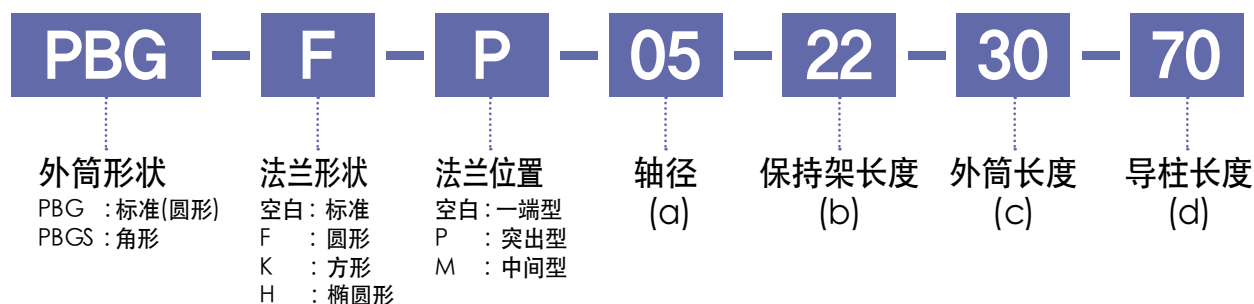 PBG – F – P – 05 – 22 – 30 – 70
外筒形状 法兰形状 法兰位置 轴径 保持架长度 外筒长度 导柱长度
PBG :标准(圆形) 空白: 标准 空白:一端型 (a) (b) (c) (d)
PBGS :角形 F : 圆形 P : 突出型
K : 方形 M : 中间型
H : 椭圆形